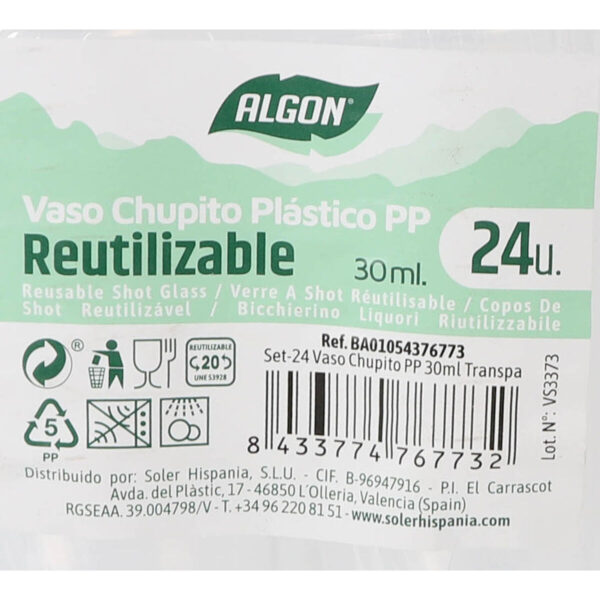 ALGON®
Vaso Chupito Plástico PP
Reutilizable
30ml.
24u.
Reusable Shot Glass / Verre A Shot Réutilisable / Copos De
Shot Reutilizável / Bicchierino Liquori Riutilizzabile
Ref. BA01054376773
Set-24 Vaso Chupito PP 30ml Transpa
®
REUTILIZABLE
20
UNE 53928
5
PP
8 433774 767732
Lot. Nº: VS3373
Distribuido por: Soler Hispania, S.L.U. - CIF. B-96947916 - P.I. El Carrascot
Avda. del Plàstic, 17 - 46850 L'Olleria, Valencia (Spain)
RGSEAA. 39.004798/V - T. +34 96 220 81 51 - www.solerhispania.com